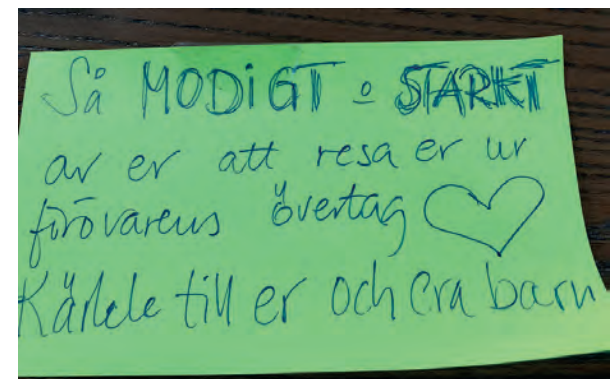 Så MODIGT o STARKT
av er att resa er ur
förövarens övertag
Kärlek till er och era barn